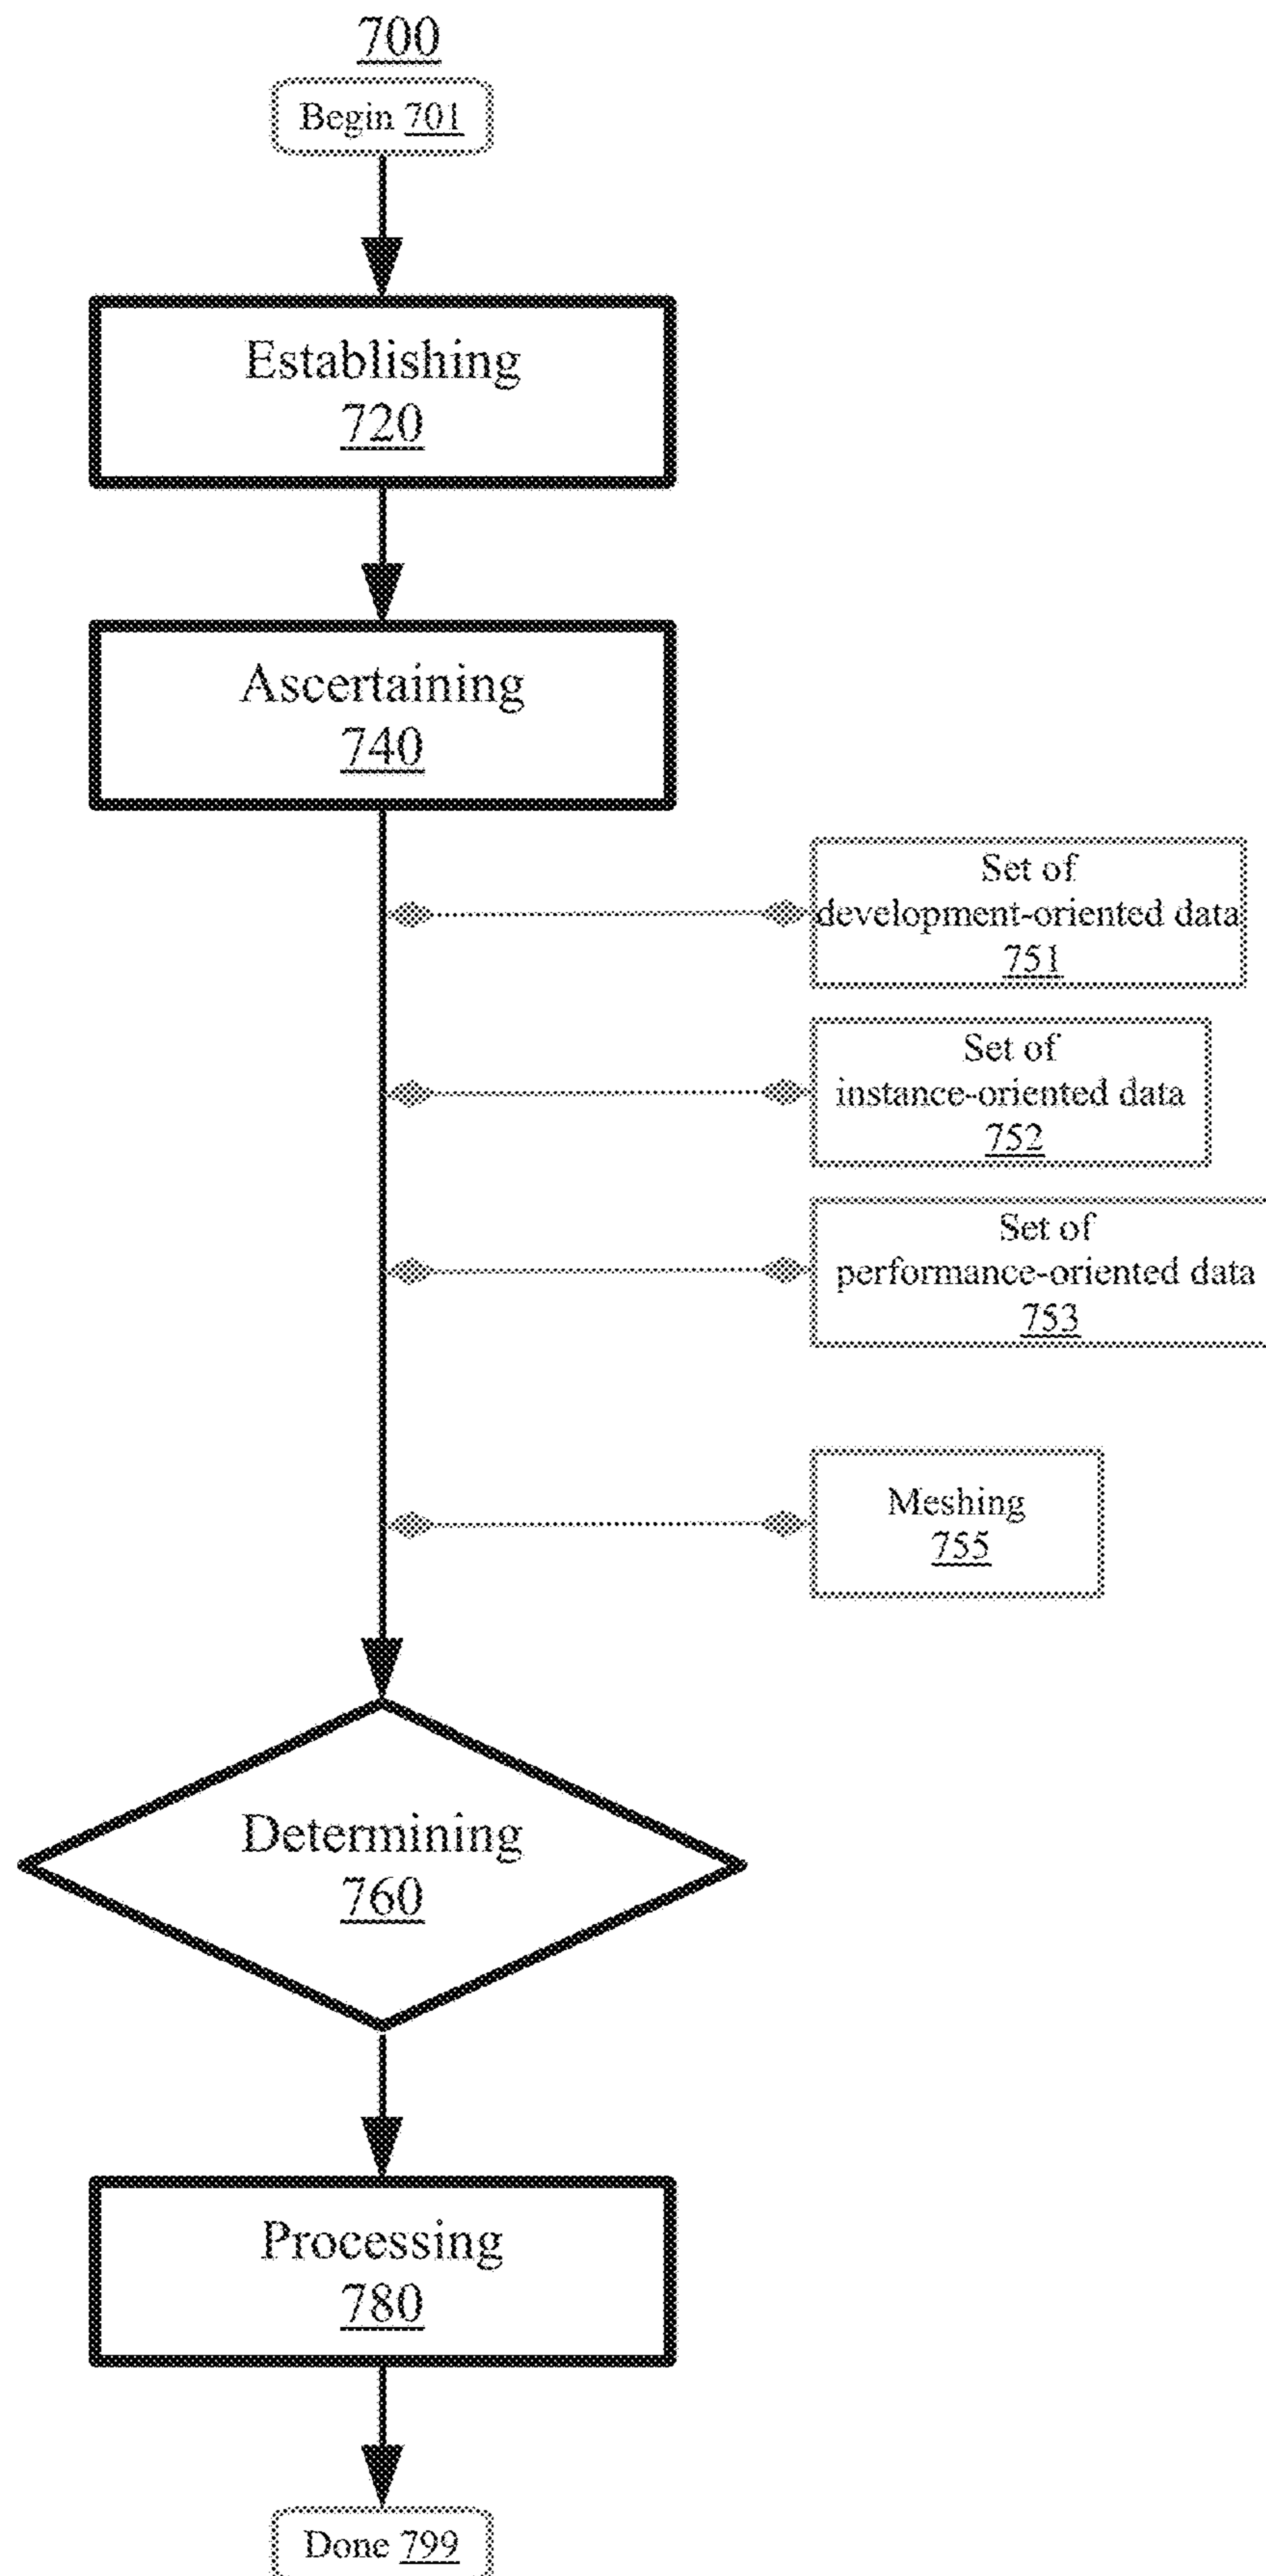 700
Begin 701
Establishing
720
Ascertaining
740
Set of
development-oriented data
751
Set of
instance-oriented data
752
Set of
performance-oriented data
753
Meshing
755
Determining
760
Processing
780
Done 799